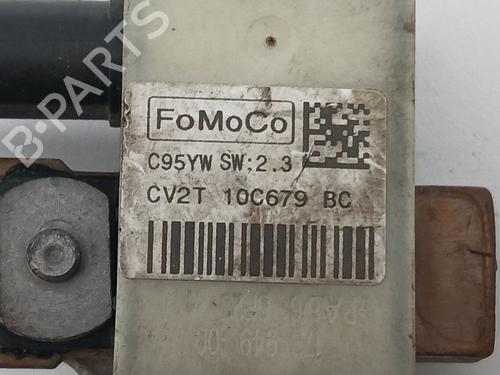 FoMoCo
C95YW SW:2.3
CV2T 10C679 BC
B-PARTS